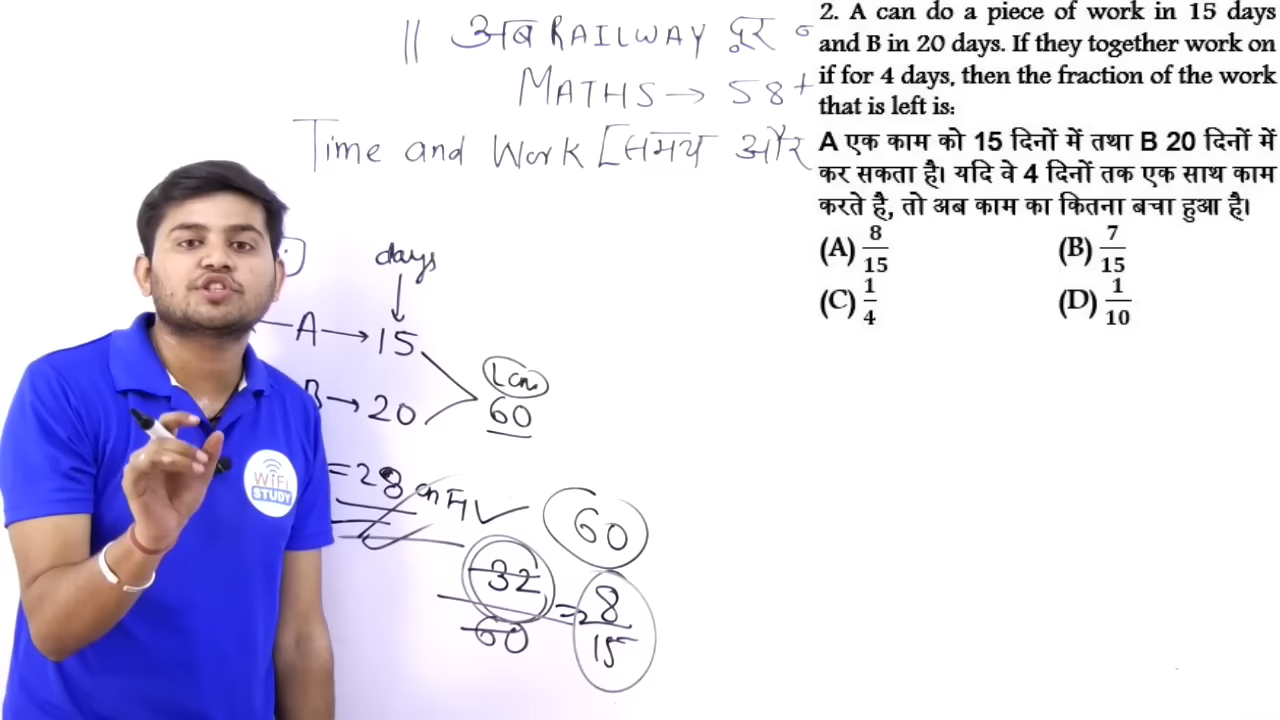 || अब RAILWAY दूर
MATHS → 58+
Time and Work [समय और
2. A can do a piece of work in 15 days
and B in 20 days. If they together work on
if for 4 days, then the fraction of the work
that is left is:
A एक काम को 15 दिनों में तथा B 20 दिनों में
कर सकता है। यदि वे 4 दिनों तक एक साथ काम
करते है, तो अब काम का कितना बचा हुआ है।
(A) 8/15 (B) 7/15
(C) 1/4 (D) 1/10
days
↓
A → 15
Lcm
60
B → 20
= 28
60
32/60 = 8/15
WiFi
STUDY